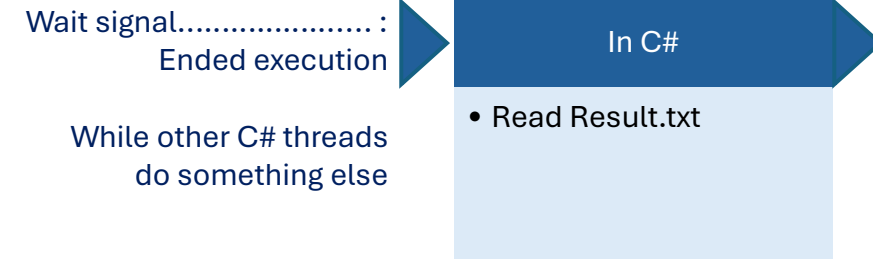 Wait signal..................... :
Ended execution
While other C# threads
do something else
In C#
• Read Result.txt